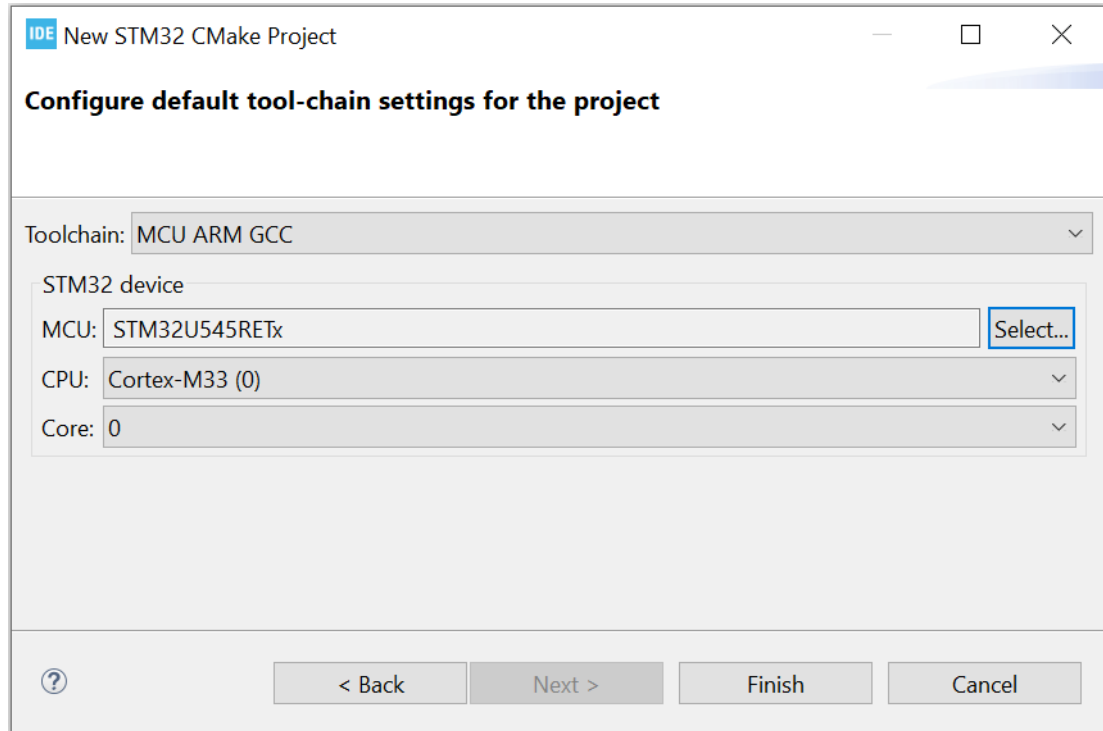 IDE New STM32 CMake Project
Configure default tool-chain settings for the project
Toolchain: MCU ARM GCC
STM32 device
MCU: STM32U545RETx Select...
CPU: Cortex-M33 (0)
Core: 0
? < Back Next > Finish Cancel